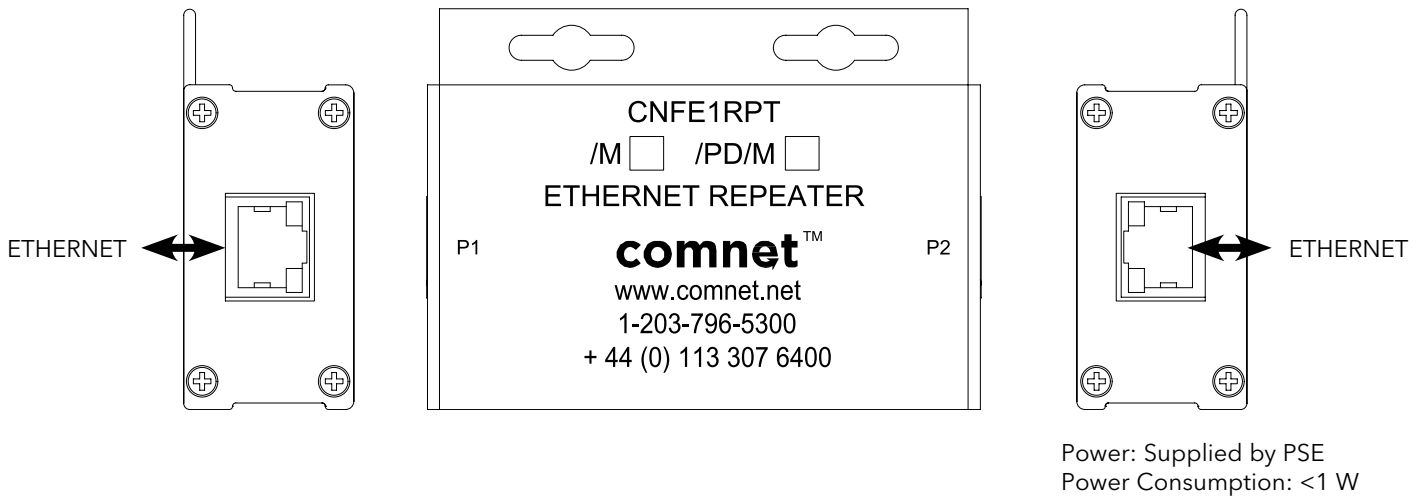 CNFE1RPT
/M /PD/M
ETHERNET REPEATER
ETHERNET
P1
comnet™
P2
ETHERNET
www.comnet.net
1-203-796-5300
+ 44 (0) 113 307 6400
Power: Supplied by PSE
Power Consumption: <1 W